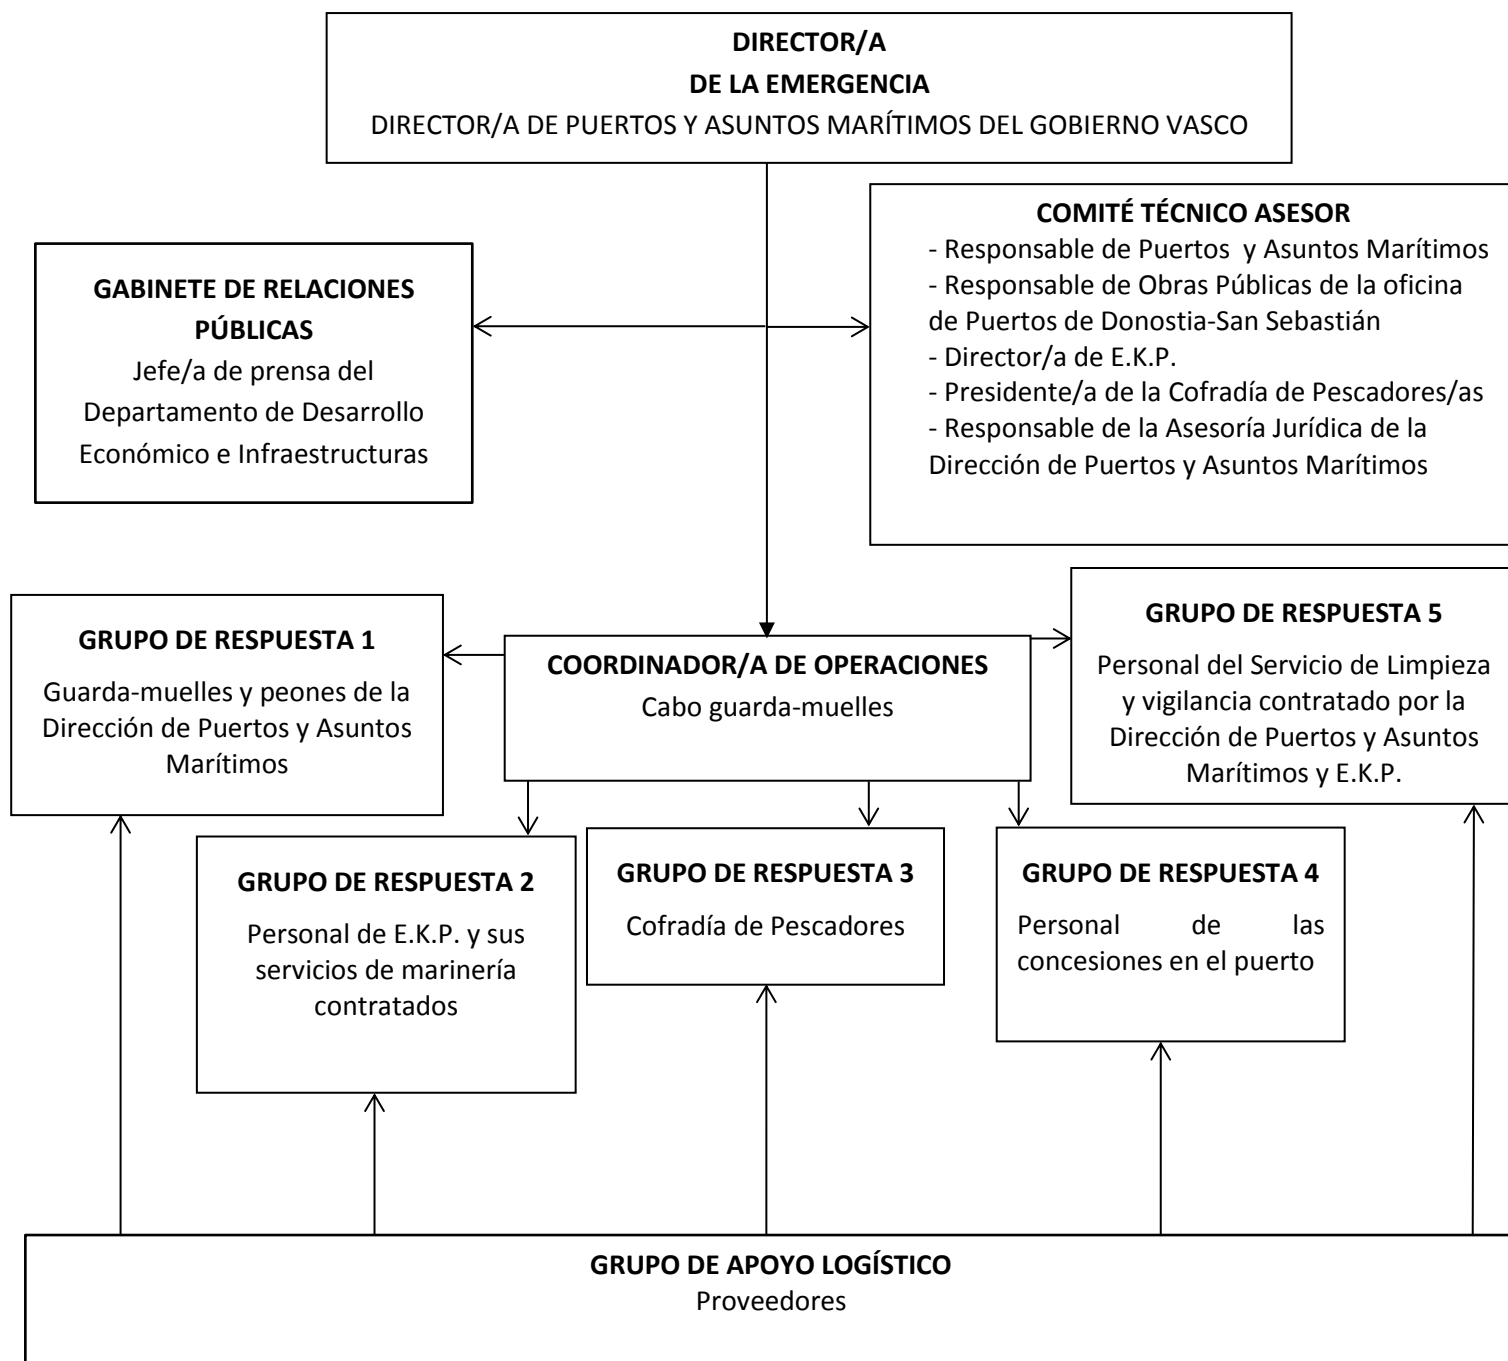 DIRECTOR/A
DE LA EMERGENCIA
DIRECTOR/A DE PUERTOS Y ASUNTOS MARÍTIMOS DEL GOBIERNO VASCO
COMITÉ TÉCNICO ASESOR
- Responsable de Puertos y Asuntos Marítimos
- Responsable de Obras Públicas de la oficina
de Puertos de Donostia-San Sebastián
- Director/a de E.K.P.
- Presidente/a de la Cofradía de Pescadores/as
- Responsable de la Asesoría Jurídica de la
Dirección de Puertos y Asuntos Marítimos
GABINETE DE RELACIONES
PÚBLICAS
Jefe/a de prensa del
Departamento de Desarrollo
Económico e Infraestructuras
GRUPO DE RESPUESTA 1
Guarda-muelles y peones de la
Dirección de Puertos y Asuntos
Marítimos
COORDINADOR/A DE OPERACIONES
Cabo guarda-muelles
GRUPO DE RESPUESTA 5
Personal del Servicio de Limpieza
y vigilancia contratado por la
Dirección de Puertos y Asuntos
Marítimos y E.K.P.
GRUPO DE RESPUESTA 2
Personal de E.K.P. y sus
servicios de marinería
contratados
GRUPO DE RESPUESTA 3
Cofradía de Pescadores
GRUPO DE RESPUESTA 4
Personal de las
concesiones en el puerto
GRUPO DE APOYO LOGÍSTICO
Proveedores